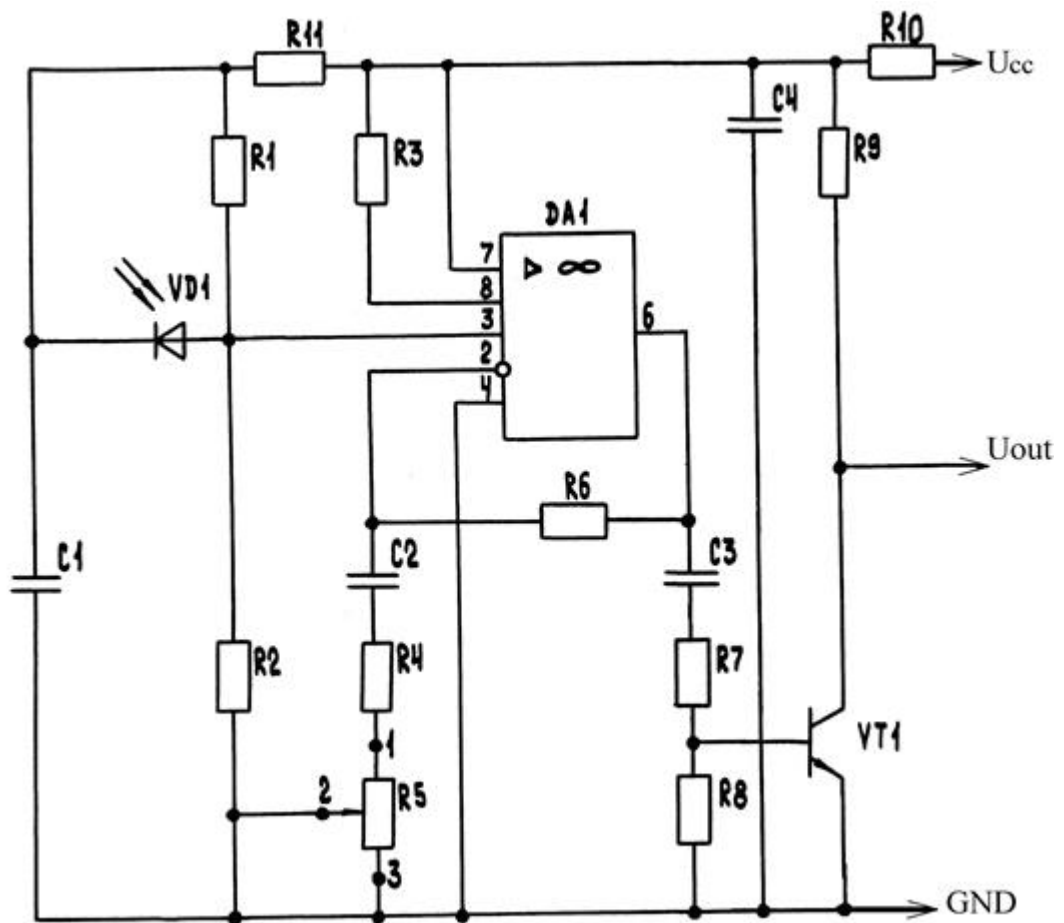 R11
R10
Ucc
C4
R1
R3
R9
DA1
▷ ∞
7
8
VD1
3
6
2
4
Uout
R6
C1
C2
C3
R2
R4
R7
1
VT1
2
R5
R8
3
GND